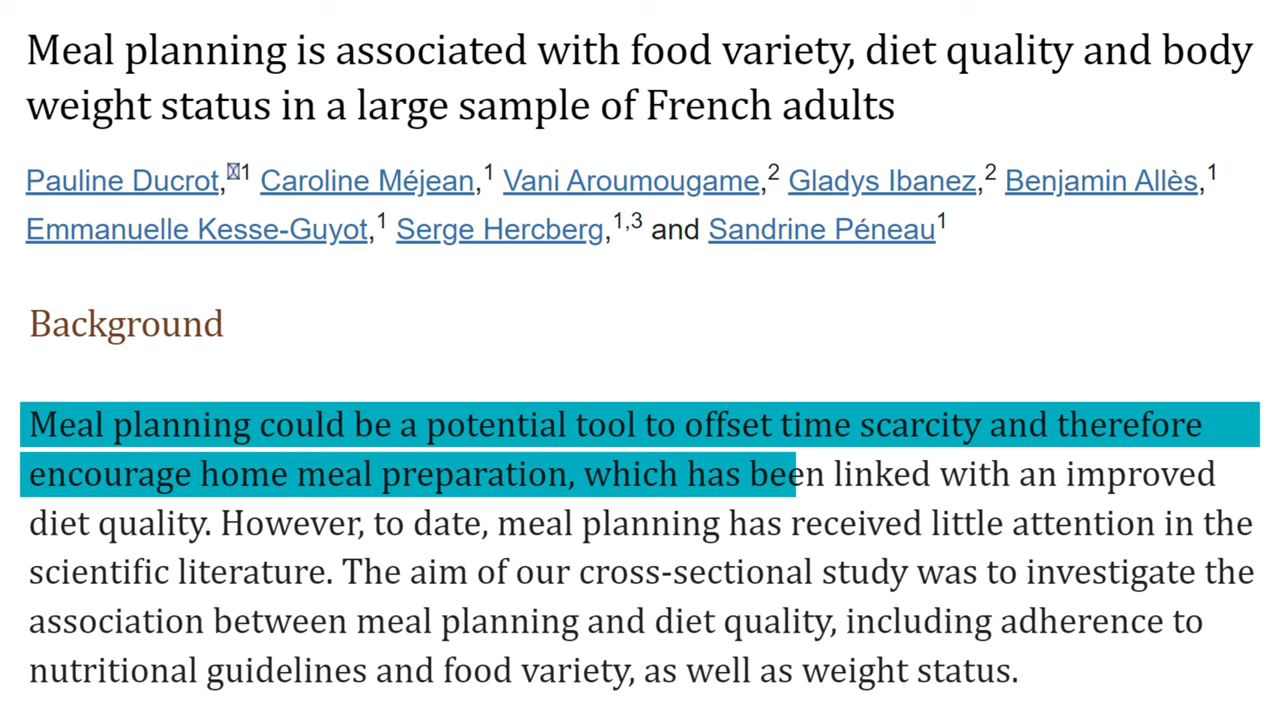 Meal planning is associated with food variety, diet quality and body
weight status in a large sample of French adults
Pauline Ducrot,1 Caroline Méjean,1 Vani Aroumougame,2 Gladys Ibanez,2 Benjamin Allès,1
Emmanuelle Kesse-Guyot,1 Serge Hercberg,1,3 and Sandrine Péneau1
Background
Meal planning could be a potential tool to offset time scarcity and therefore
encourage home meal preparation, which has been linked with an improved
diet quality. However, to date, meal planning has received little attention in the
scientific literature. The aim of our cross-sectional study was to investigate the
association between meal planning and diet quality, including adherence to
nutritional guidelines and food variety, as well as weight status.